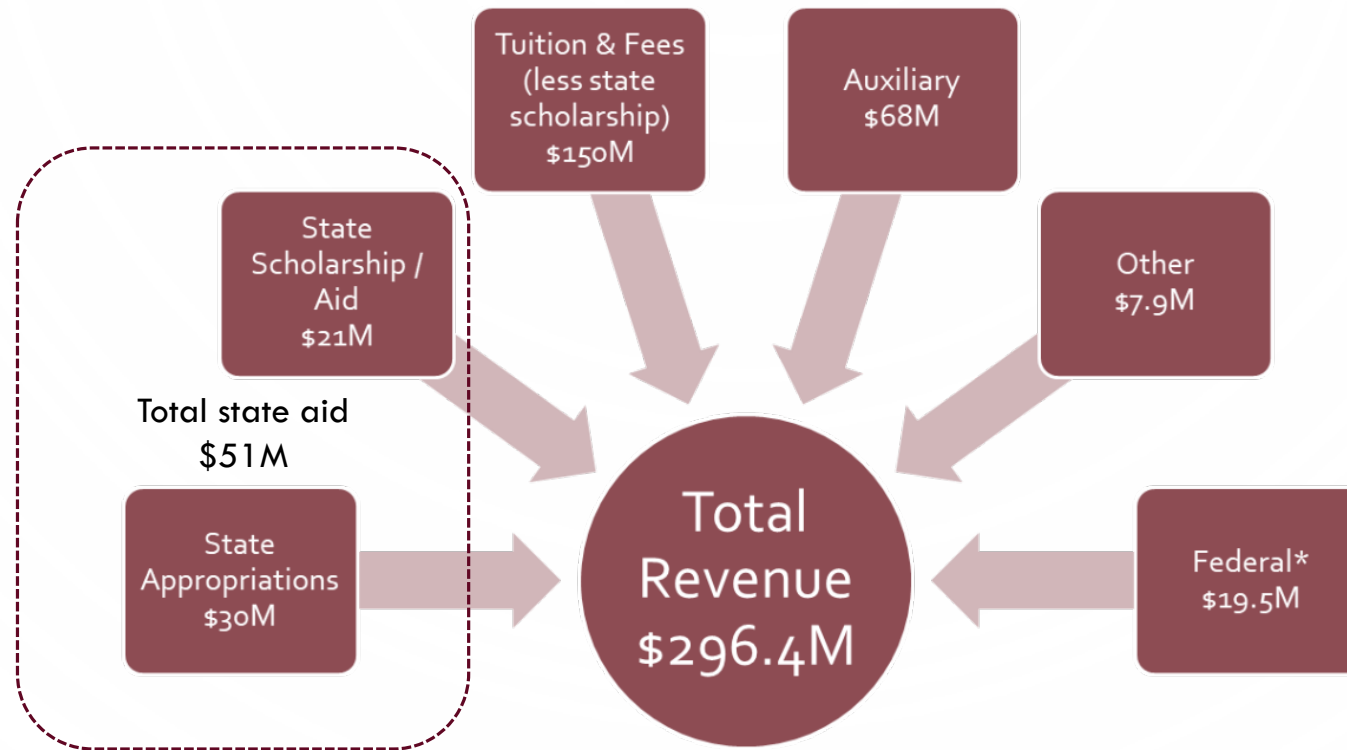 Tuition & Fees
(less state
scholarship)
$150M
Auxiliary
$68M
State
Scholarship /
Aid
$21M
Other
$7.9M
Total state aid
$51M
State
Appropriations
$30M
Total
Revenue
$296.4M
Federal*
$19.5M